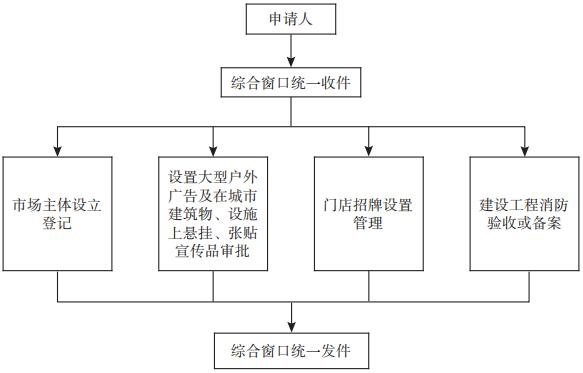 申请人
综合窗口统一收件
市场主体设立
登记
设置大型户外
广告及在城市
建筑物、设施
上悬挂、张贴
宣传品审批
门店招牌设置
管理
建设工程消防
验收或备案
综合窗口统一发件